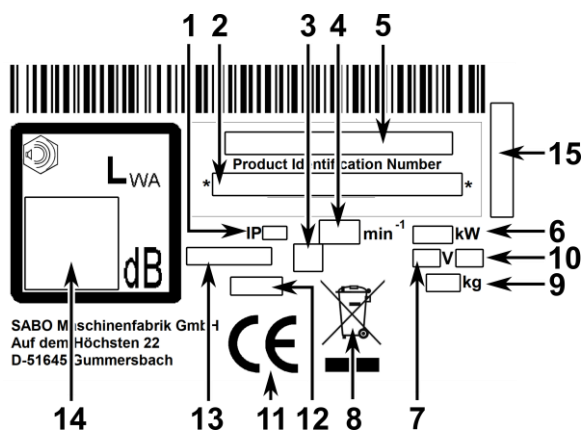 1 2 3 4 5
15
LWA
dB
Product Identification Number
* *
IP min-1 kW 6
V 10
kg 9
SABO Maschinenfabrik GmbH
Auf dem Höchsten 22
D-51645 Gummersbach
CE
14 13 11 12 8 7